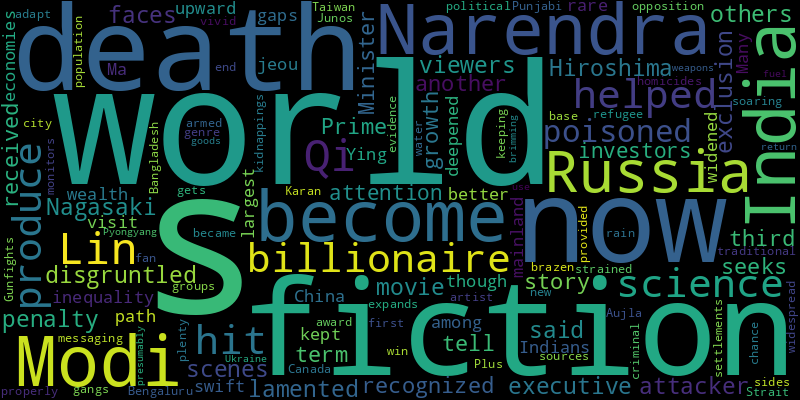 adapt
faces
upward
gaps
Taiwan
Junos
Narendra
political
Punjabi
rare
opposition
others
vivid
death
population
Ma
end
jeou
Minister
viewers
another
Hiroshima
exclusion
Many
weapons
India
economies
received
world
homicides
fuel
helped
soaring
city
armed
genre
goods
kidnappings
Prime
evidence
water
growth
deepened
keeping
brimming
base
refugee
poisoned
investors
widened
return
produce
monitors
Bangladesh
Qi
Ying
Russia
wealth
gets
largest
Karan
attention
better
use
Nagasaki
visit
Pyongyang
s
became
become
mainland
provided
now
rain
third
traditional
Gunfights
Lin
fan
billionaire
brazen
strained
seeks
disgruntled
groups
China
movie
though
story
science
inequality
artist
new
expands
fiction
settlements
widespread
penalty
path
presumably
plenty
hit
award
first
kept
among
said
Aujla
criminal
chance
messaging
Ukraine
term
win
tell
Indians
sources
Modi
scenes
Canada
Plus
properly
gangs
Bengaluru
swift
lamented
recognized
executive
attacker
sides
Strait